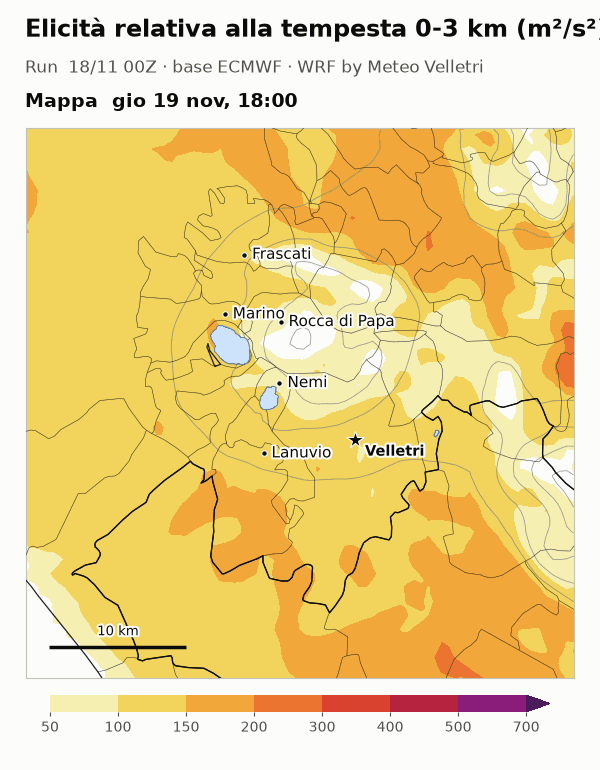 Elicità relativa alla tempesta 0-3 km (m²/s²)
Run  18/11 00Z · base ECMWF · WRF by Meteo Velletri
Mappa  gio 19 nov, 18:00
Frascati
Marino
Rocca di Papa
Nemi
Velletri
Lanuvio
10 km
50 100 150 200 300 400 500 700